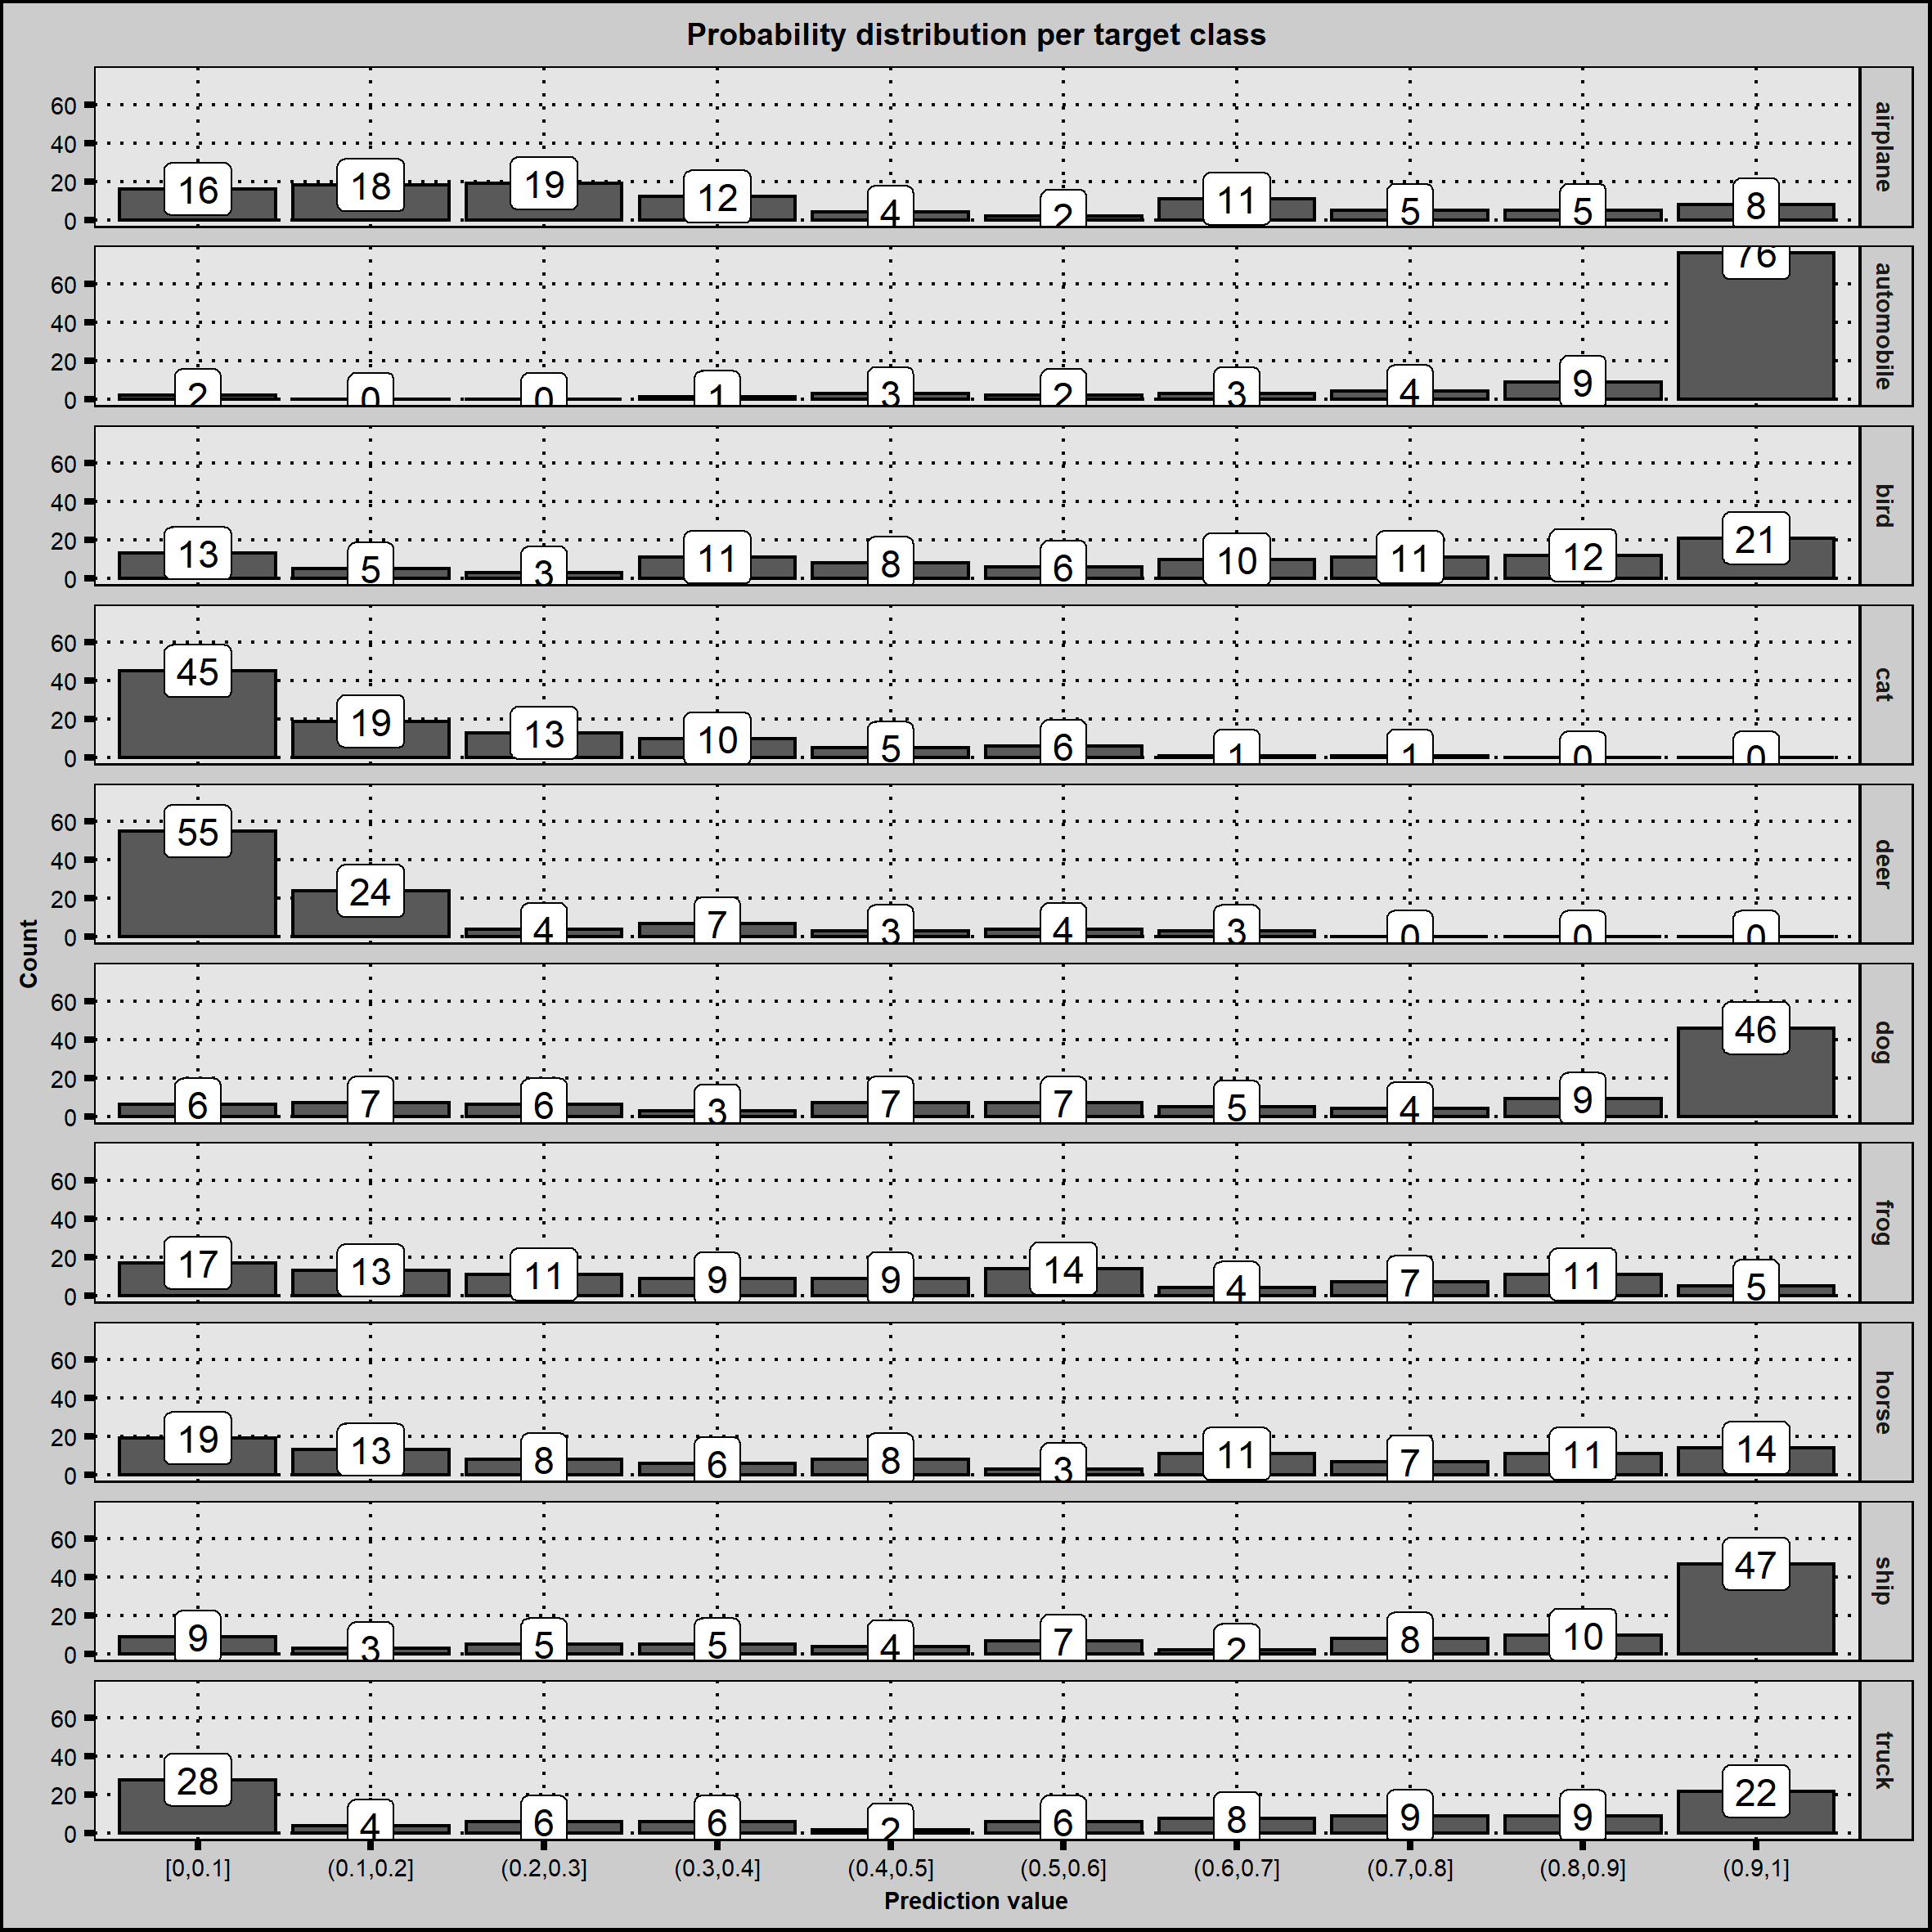 Probability distribution per target class
60
40
20
0
16 18 19 12 4 2 11 5 5 8
airplane
60
40
20
0
2 0 0 1 3 2 3 4 9 76
automobile
60
40
20
0
13 5 3 11 8 6 10 11 12 21
bird
60
40
20
0
45 19 13 10 5 6 1 1 0 0
cat
60
40
20
0
55 24 4 7 3 4 3 0 0 0
deer
Count
60
40
20
0
6 7 6 3 7 7 5 4 9 46
dog
60
40
20
0
17 13 11 9 9 14 4 7 11 5
frog
60
40
20
0
19 13 8 6 8 3 11 7 11 14
horse
60
40
20
0
9 3 5 5 4 7 2 8 10 47
ship
60
40
20
0
28 4 6 6 2 6 8 9 9 22
truck
[0,0.1] (0.1,0.2] (0.2,0.3] (0.3,0.4] (0.4,0.5] (0.5,0.6] (0.6,0.7] (0.7,0.8] (0.8,0.9] (0.9,1]
Prediction value